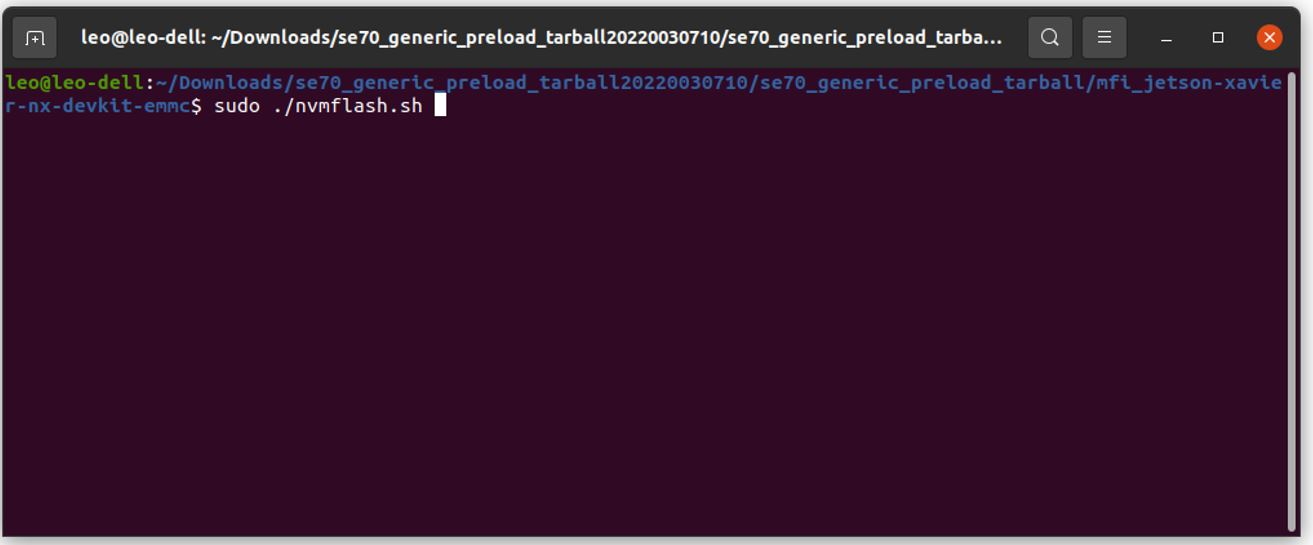 leo@leo-dell: ~/Downloads/se70_generic_preload_tarball20220030710/se70_generic_preload_tarba...
leo@leo-dell:~/Downloads/se70_generic_preload_tarball20220030710/se70_generic_preload_tarball/mfi_jetson-xavie
r-nx-devkit-emmc$ sudo ./nvmflash.sh